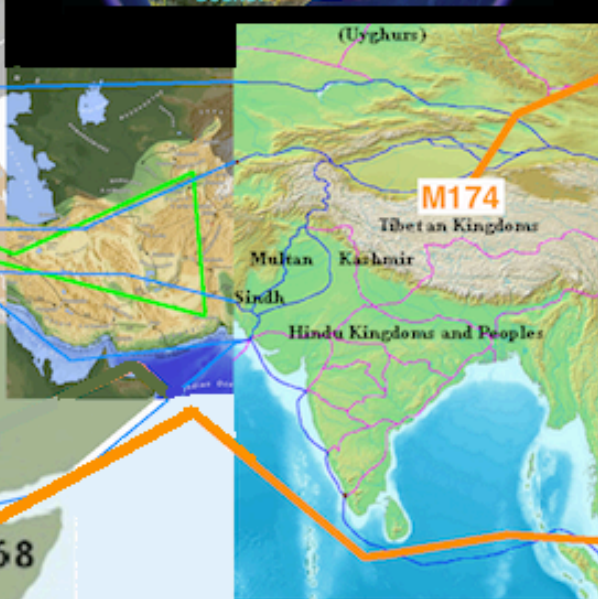 (Uyghurs)
M174
Tibetan Kingdoms
Multan
Kashmir
Sindh
Hindu Kingdoms and Peoples
68